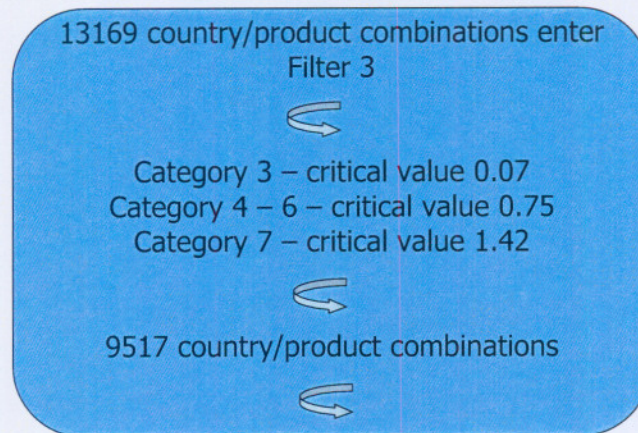 13169 country/product combinations enter
Filter 3
Category 3 – critical value 0.07
Category 4 – 6 – critical value 0.75
Category 7 – critical value 1.42
9517 country/product combinations